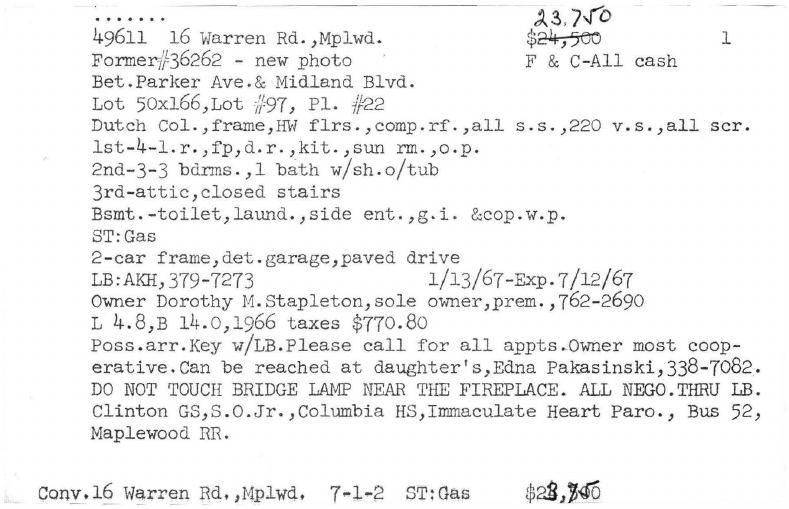 .......
23,750
49611 16 Warren Rd.,Mplwd. $24,500 1
Former#36262 - new photo F & C-All cash
Bet.Parker Ave.& Midland Blvd.
Lot 50x166,Lot #97, Pl. #22
Dutch Col.,frame,HW flrs.,comp.rf.,all s.s.,220 v.s.,all scr.
1st-4-l.r.,fp,d.r.,kit.,sun rm.,o.p.
2nd-3-3 bdrms.,1 bath w/sh.o/tub
3rd-attic,closed stairs
Bsmt.-toilet,laund.,side ent.,g.i. &cop.w.p.
ST:Gas
2-car frame,det.garage,paved drive
LB:AKH,379-7273 1/13/67-Exp.7/12/67
Owner Dorothy M.Stapleton,sole owner,prem.,762-2690
L 4.8,B 14.0,1966 taxes $770.80
Poss.arr.Key w/LB.Please call for all appts.Owner most coop-
erative.Can be reached at daughter's,Edna Pakasinski,338-7082.
DO NOT TOUCH BRIDGE LAMP NEAR THE FIREPLACE. ALL NEGO.THRU LB.
Clinton GS,S.O.Jr.,Columbia HS,Immaculate Heart Paro., Bus 52,
Maplewood RR.
Conv.16 Warren Rd.,Mplwd. 7-1-2 ST:Gas